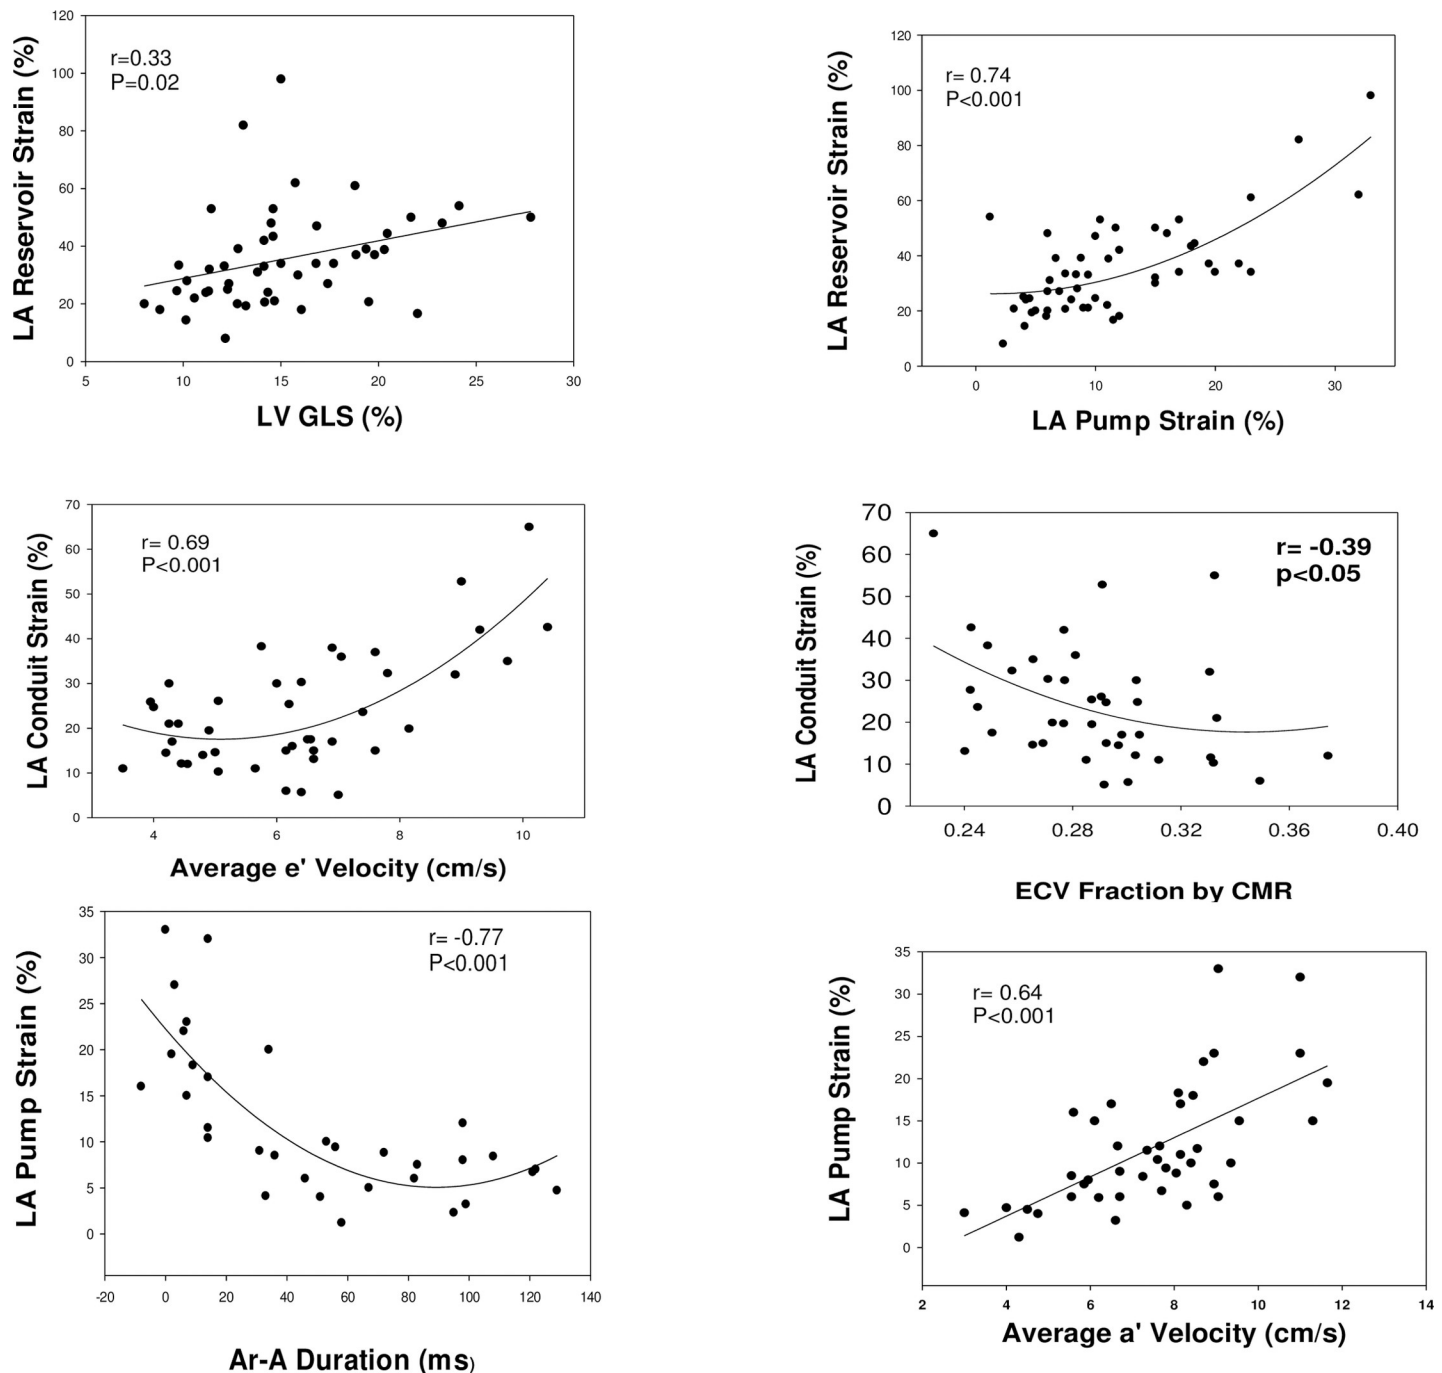 120
100
80
60
40
20
0
LA Reservoir Strain (%)
r=0.33
P=0.02
5 10 15 20 25 30
LV GLS (%)
120
100
80
60
40
20
0
LA Reservoir Strain (%)
r= 0.74
P<0.001
0 10 20 30
LA Pump Strain (%)
70
60
50
40
30
20
10
0
LA Conduit Strain (%)
r= 0.69
P<0.001
4 6 8 10
Average e' Velocity (cm/s)
70
60
50
40
30
20
10
0
LA Conduit Strain (%)
r= -0.39
p<0.05
0.24 0.28 0.32 0.36 0.40
ECV Fraction by CMR
35
30
25
20
15
10
5
0
LA Pump Strain (%)
r= -0.77
P<0.001
-20 0 20 40 60 80 100 120 140
Ar-A Duration (ms)
35
30
25
20
15
10
5
0
LA Pump Strain (%)
r= 0.64
P<0.001
2 4 6 8 10 12 14
Average a' Velocity (cm/s)